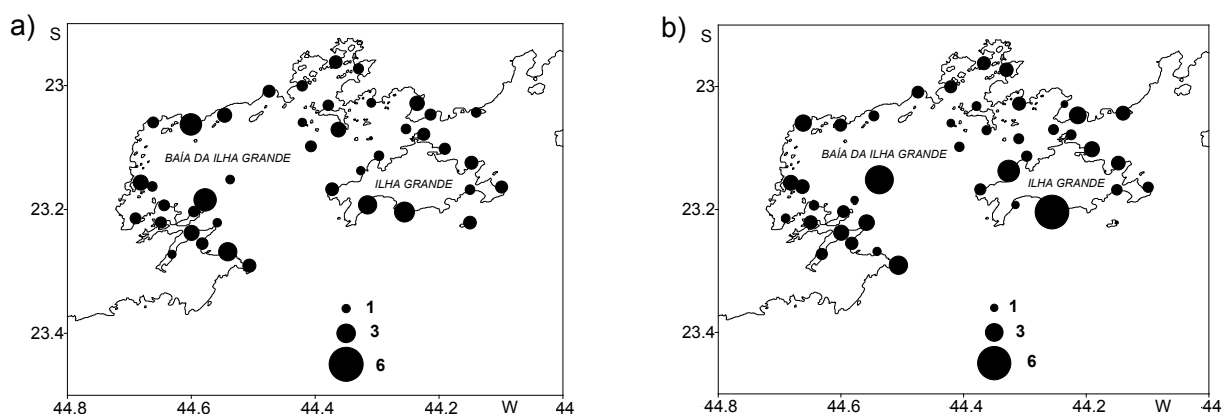 a)
S
23
BAÍA DA ILHA GRANDE
ILHA GRANDE
23.2
1
23.4
3
6
44.8
44.6
44.4
44.2
W
44
b)
S
23
BAÍA DA ILHA GRANDE
ILHA GRANDE
23.2
1
23.4
3
6
44.8
44.6
44.4
44.2
W
44